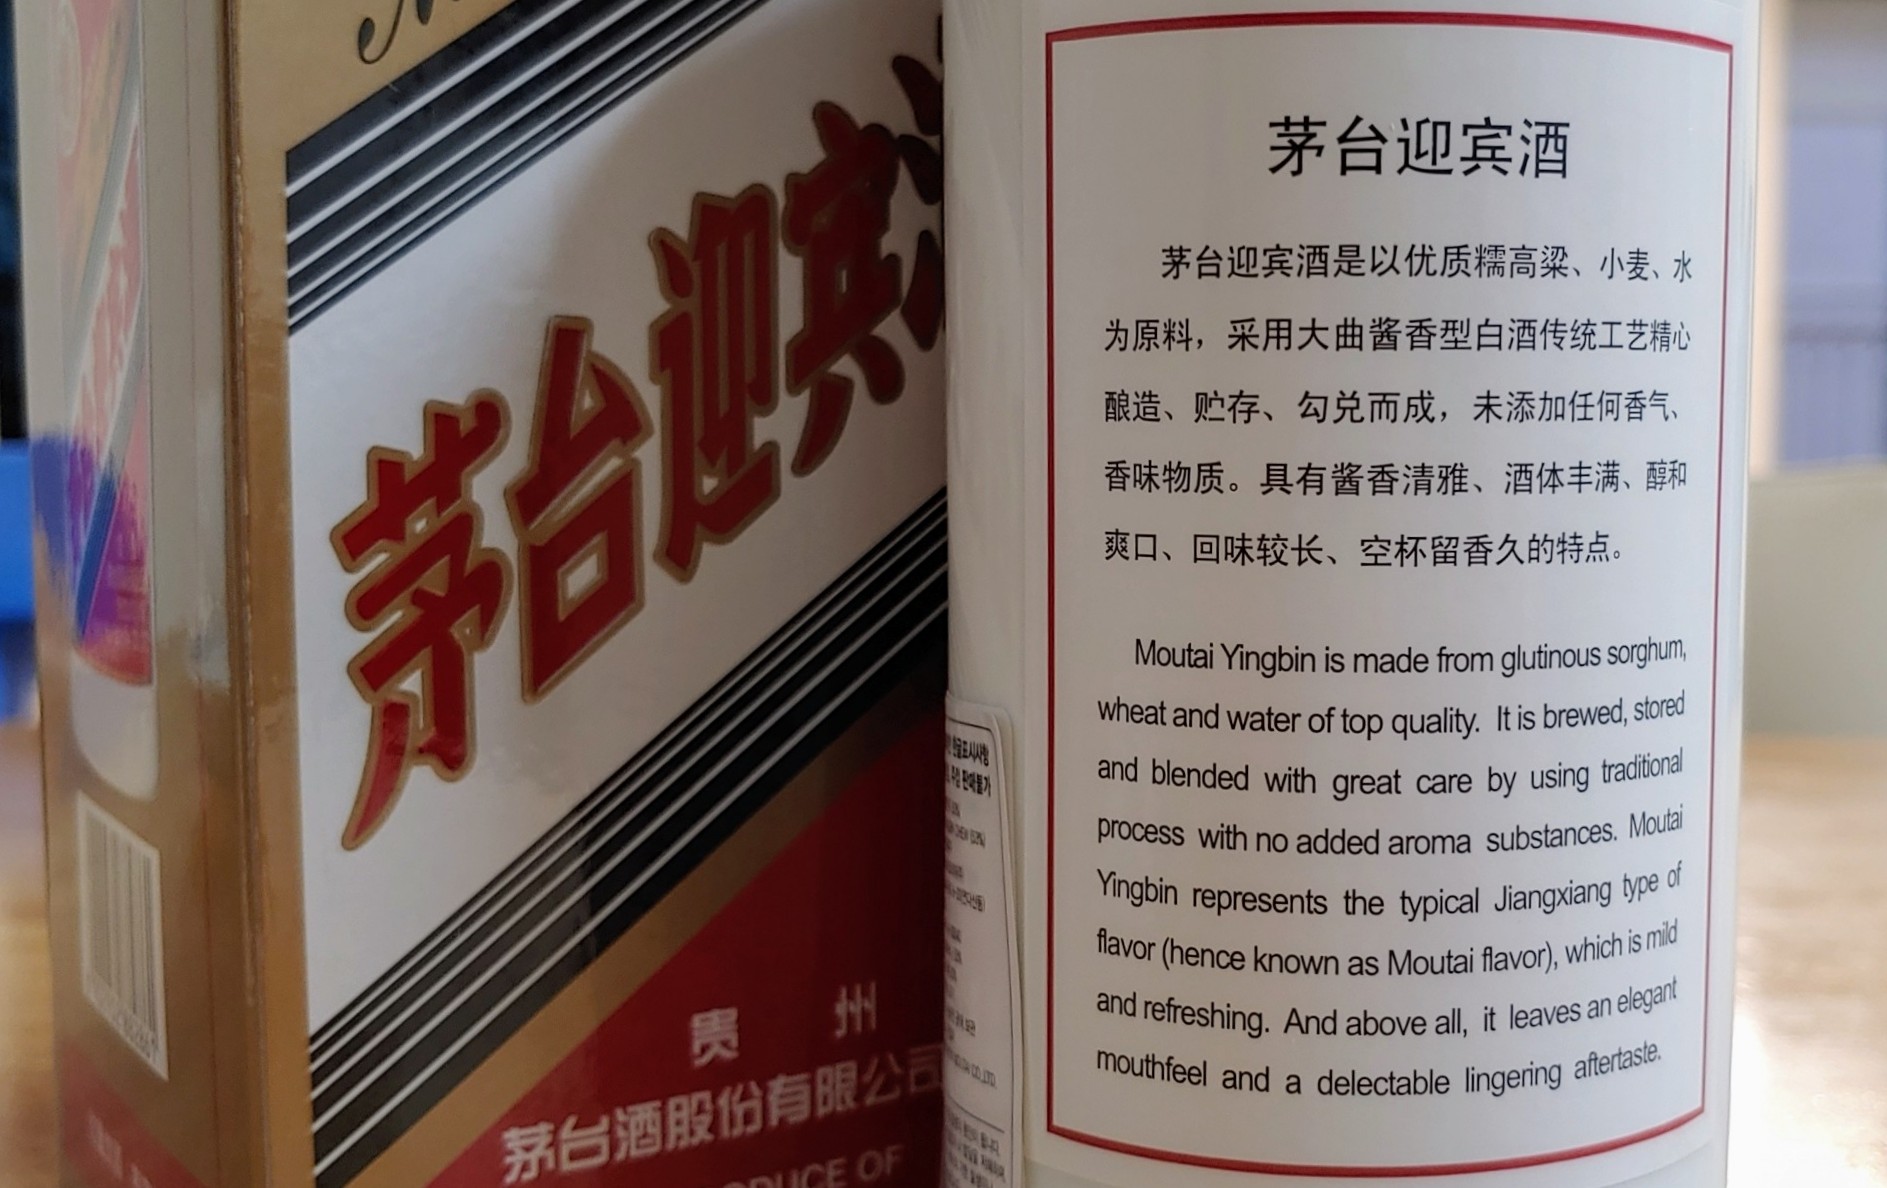 茅台迎宾
贵 州
茅台酒股份有限公司
OF
한글표시사항
茅台迎宾酒
茅台迎宾酒是以优质糯高粱、小麦、水
为原料，采用大曲酱香型白酒传统工艺精心
酿造、贮存、勾兑而成，未添加任何香气、
香味物质。具有酱香清雅、酒体丰满、醇和
爽口、回味较长、空杯留香久的特点。
Moutai Yingbin is made from glutinous sorghum,
wheat and water of top quality. It is brewed, stored
and blended with great care by using traditional
process with no added aroma substances. Moutai
Yingbin represents the typical Jiangxiang type of
flavor (hence known as Moutai flavor), which is mild
and refreshing. And above all, it leaves an elegant
mouthfeel and a delectable lingering aftertaste.